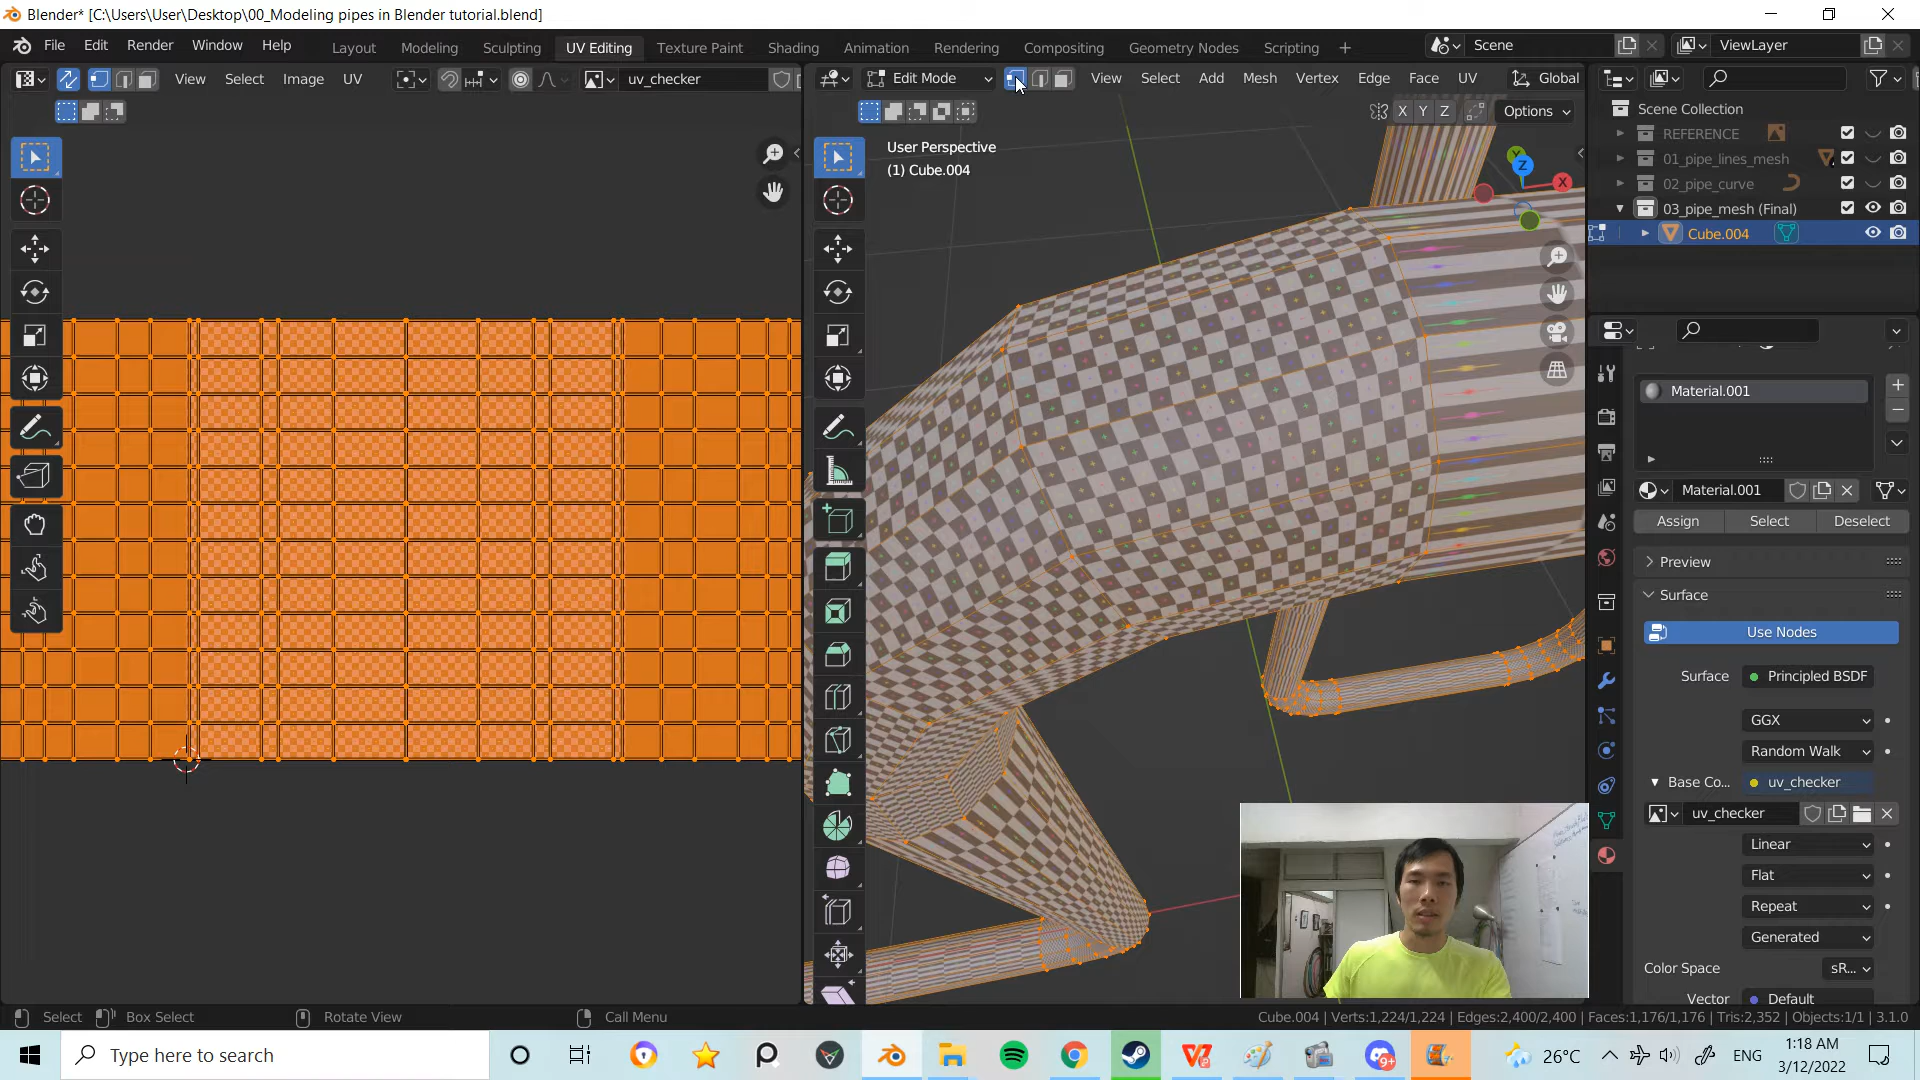 Blender* [C:\Users\User\Desktop\00_Modeling pipes in Blender tutorial.blend]
File Edit Render Window Help Layout Modeling Sculpting UV Editing Texture Paint Shading Animation Rendering Compositing Geometry Nodes Scripting + Scene ViewLayer
View Select Image UV uv_checker Edit Mode View Select Add Mesh Vertex Edge Face UV Global
X Y Z Options
User Perspective
(1) Cube.004
Scene Collection
REFERENCE
01_pipe_lines_mesh
02_pipe_curve
03_pipe_mesh (Final)
Cube.004
Y
Z
X
Material.001
Material.001
Assign Select Deselect
Preview
Surface
Use Nodes
Surface Principled BSDF
GGX
Random Walk
Base Co... uv_checker
uv_checker
Linear
Flat
Repeat
Generated
Color Space sR...
Vector Default
Select Box Select Rotate View Call Menu Cube.004 | Verts:1,224/1,224 | Edges:2,400/2,400 | Faces:1,176/1,176 | Tris:2,352 | Objects:1/1 | 3.1.0
Type here to search 9+ 26°C ENG 1:18 AM
3/12/2022